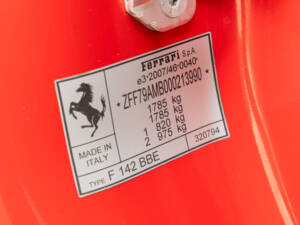 Ferrari S.p.A.
e3*2007/46*0040*
*ZFF79AMB000213990*
1785 kg
1785 kg
1 820 kg
2 975 kg
MADE IN
ITALY
320794
TYPE F 142 BBE